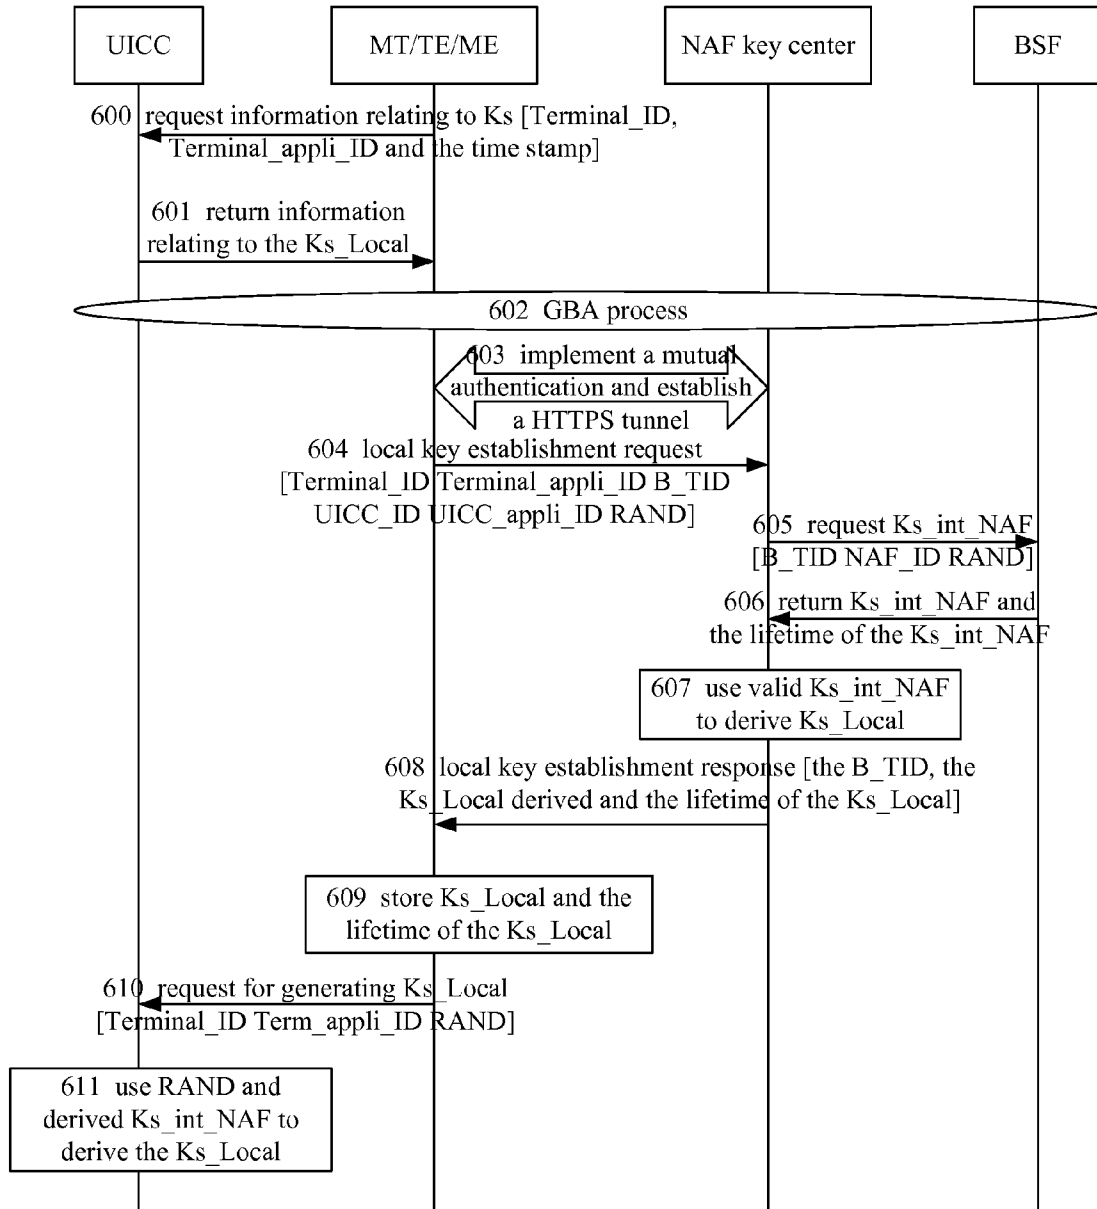 UICC
MT/TE/ME
NAF key center
BSF
600 request information relating to Ks [Terminal_ID,
Terminal_appli_ID and the time stamp]
601 return information
relating to the Ks_Local
602 GBA process
603 implement a mutual
authentication and establish
a HTTPS tunnel
604 local key establishment request
[Terminal_ID Terminal_appli_ID B_TID
UICC_ID UICC_appli_ID RAND]
605 request Ks_int_NAF
[B_TID NAF_ID RAND]
606 return Ks_int_NAF and
the lifetime of the Ks_int_NAF
607 use valid Ks_int_NAF
to derive Ks_Local
608 local key establishment response [the B_TID, the
Ks_Local derived and the lifetime of the Ks_Local]
609 store Ks_Local and the
lifetime of the Ks_Local
610 request for generating Ks_Local
[Terminal_ID Term_appli_ID RAND]
611 use RAND and
derived Ks_int_NAF to
derive the Ks_Local